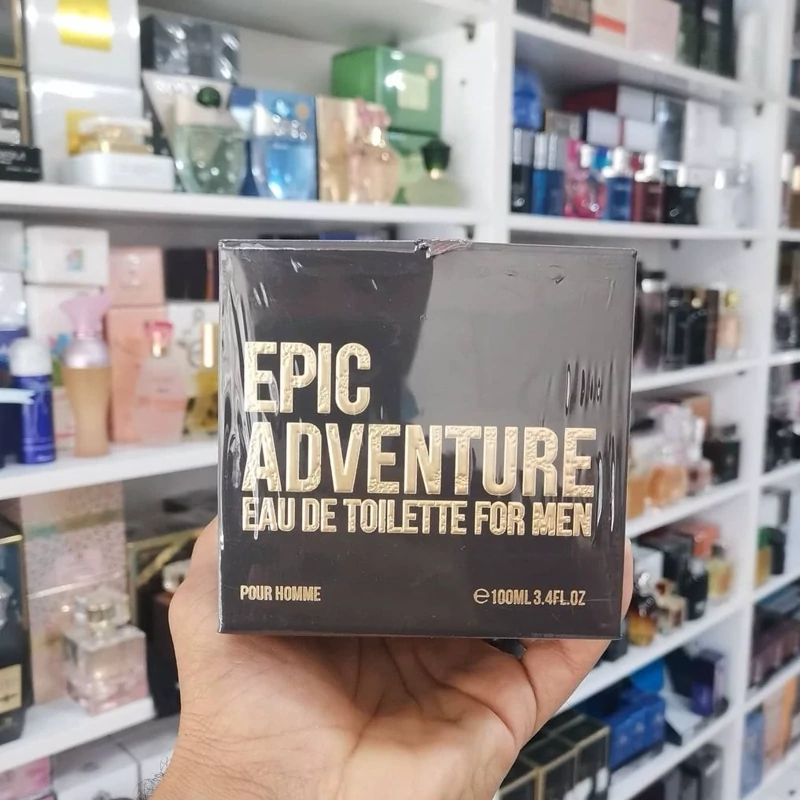 EPIC
ADVENTURE
EAU DE TOILETTE FOR MEN
POUR HOMME
℮100ML 3.4FL.OZ